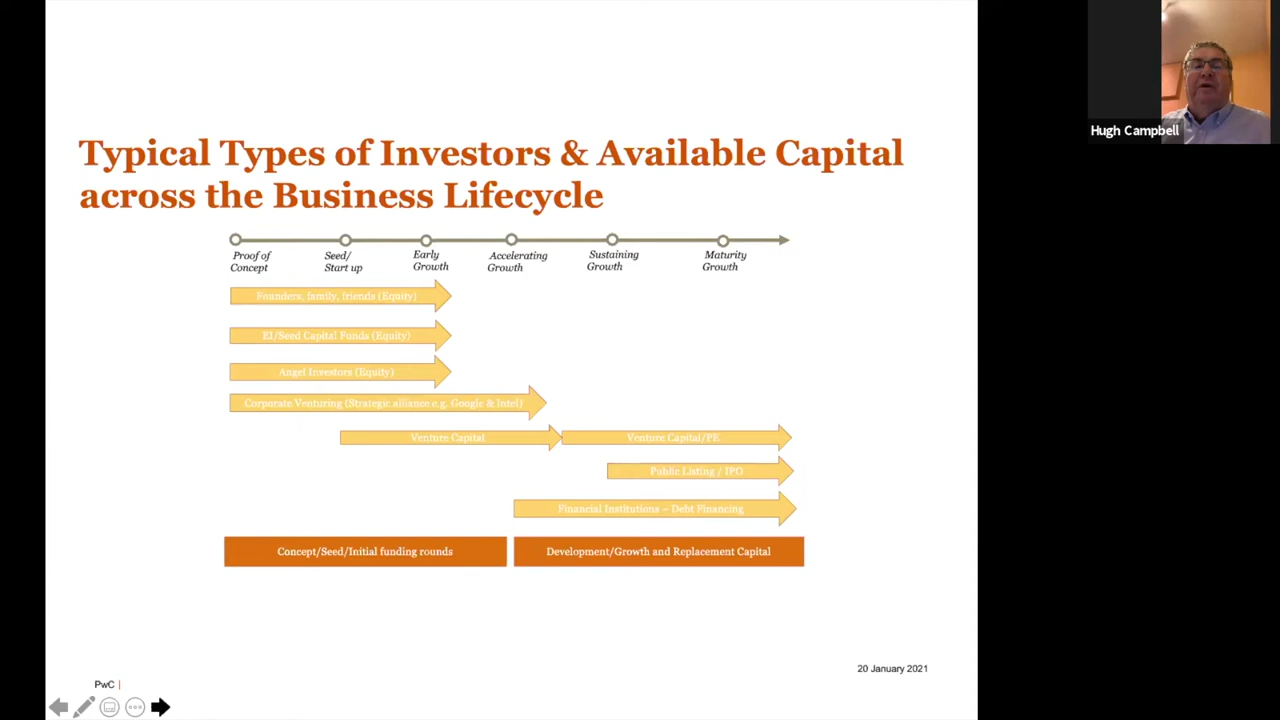 Typical Types of Investors & Available Capital
across the Business Lifecycle
Proof of
Concept
Seed/
Start up
Early
Growth
Accelerating
Growth
Sustaining
Growth
Maturity
Growth
Founders, family, friends (Equity)
EI/Seed Capital Funds (Equity)
Angel Investors (Equity)
Corporate Venturing (Strategic alliance e.g. Google & Intel)
Venture Capital
Venture Capital/PE
Public Listing / IPO
Financial Institutions – Debt Financing
Concept/Seed/Initial funding rounds
Development/Growth and Replacement Capital
20 January 2021
PwC |
Hugh Campbell